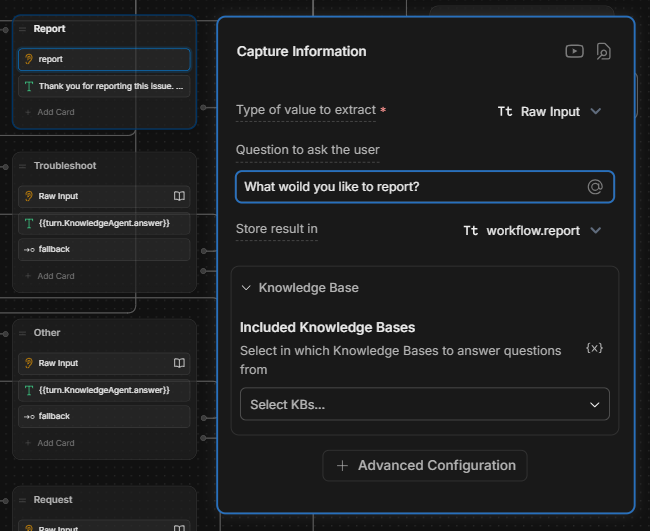 Report
report
Thank you for reporting this issue. ...
+ Add Card
Troubleshoot
Raw Input
{{turn.KnowledgeAgent.answer}}
fallback
+ Add Card
Other
Raw Input
{{turn.KnowledgeAgent.answer}}
fallback
+ Add Card
Request
Raw Input
Capture Information
Type of value to extract *
Tt Raw Input
Question to ask the user
What woild you like to report?
Store result in
Tt workflow.report
Knowledge Base
Included Knowledge Bases
Select in which Knowledge Bases to answer questions
from
{x}
Select KBs...
+ Advanced Configuration